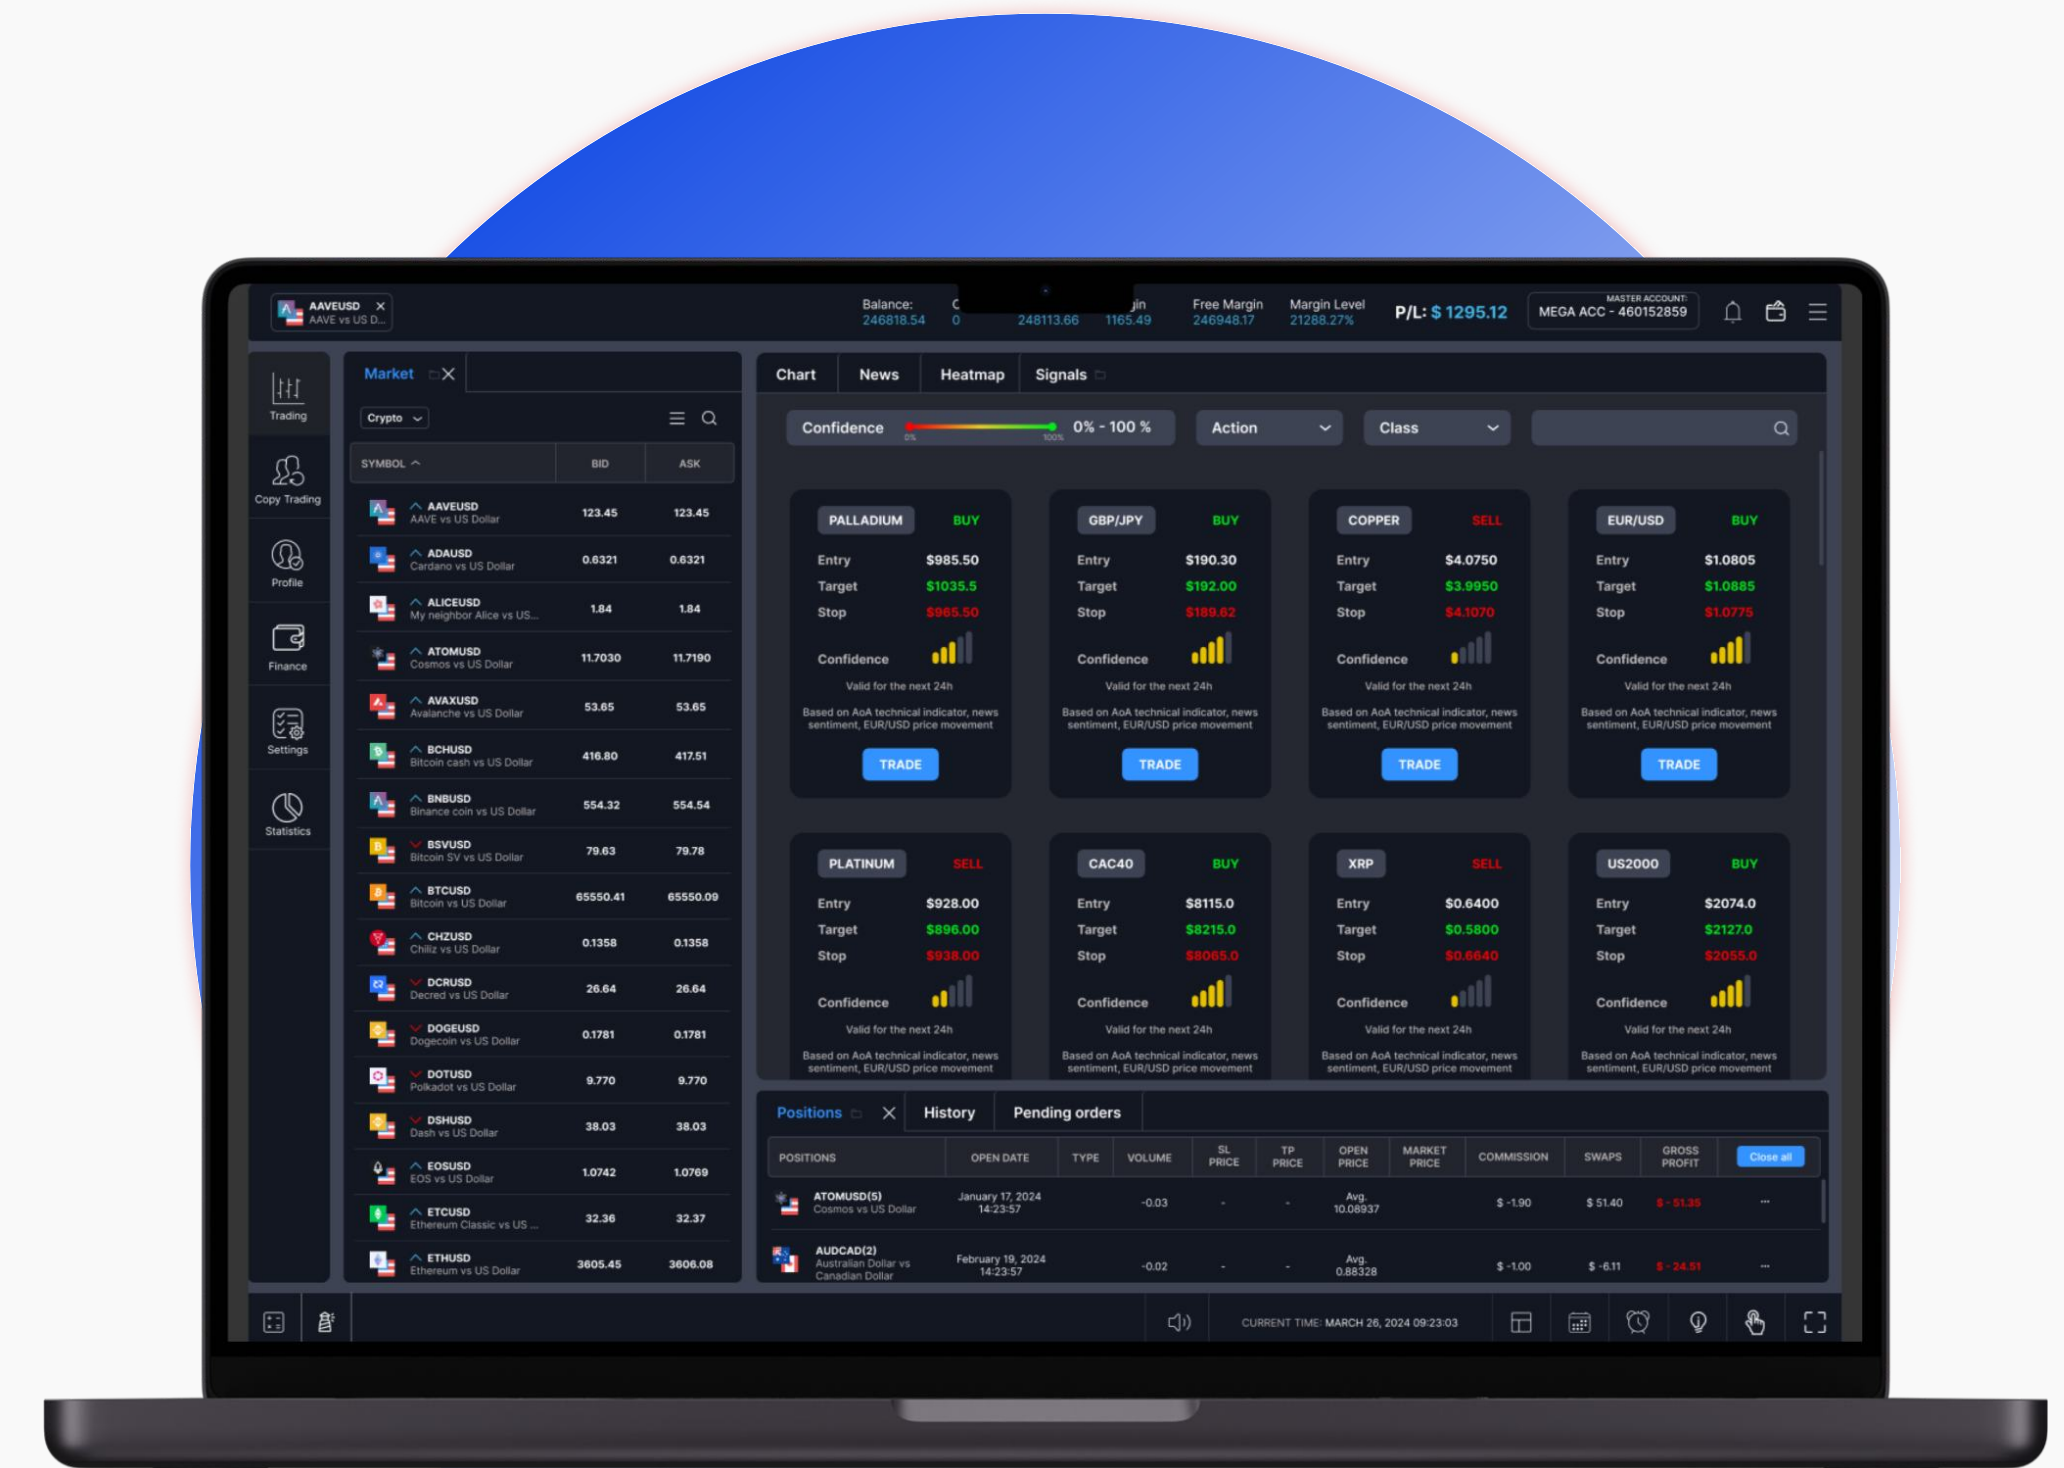 AAVEUSD
AAVE vs US D...
Balance:
246818.54
C
0
248113.66
gin
1165.49
Free Margin
246948.17
Margin Level
21288.27%
P/L: $ 1295.12
MASTER ACCOUNT:
MEGA ACC - 460152859
Trading
Copy Trading
Profile
Finance
Settings
Statistics
Market
Crypto
SYMBOL BID ASK
AAVEUSD
AAVE vs US Dollar
123.45 123.45
ADAUSD
Cardano vs US Dollar
0.6321 0.6321
ALICEUSD
My neighbor Alice vs US...
1.84 1.84
ATOMUSD
Cosmos vs US Dollar
11.7030 11.7190
AVAXUSD
Avalanche vs US Dollar
53.65 53.65
BCHUSD
Bitcoin cash vs US Dollar
416.80 417.51
BNBUSD
Binance coin vs US Dollar
554.32 554.54
BSVUSD
Bitcoin SV vs US Dollar
79.63 79.78
BTCUSD
Bitcoin vs US Dollar
65550.41 65550.09
CHZUSD
Chiliz vs US Dollar
0.1358 0.1358
DCRUSD
Decred vs US Dollar
26.64 26.64
DOGEUSD
Dogecoin vs US Dollar
0.1781 0.1781
DOTUSD
Polkadot vs US Dollar
9.770 9.770
DSHUSD
Dash vs US Dollar
38.03 38.03
EOSUSD
EOS vs US Dollar
1.0742 1.0769
ETCUSD
Ethereum Classic vs US ...
32.36 32.37
ETHUSD
Ethereum vs US Dollar
3605.45 3606.08
Chart News Heatmap Signals
Confidence 0% 100% 0% - 100 %
Action
Class
PALLADIUM BUY
Entry $985.50
Target $1035.5
Stop $965.50
Confidence
Valid for the next 24h
Based on AoA technical indicator, news
sentiment, EUR/USD price movement
TRADE
GBP/JPY BUY
Entry $190.30
Target $192.00
Stop $189.62
Confidence
Valid for the next 24h
Based on AoA technical indicator, news
sentiment, EUR/USD price movement
TRADE
COPPER SELL
Entry $4.0750
Target $3.9950
Stop $4.1070
Confidence
Valid for the next 24h
Based on AoA technical indicator, news
sentiment, EUR/USD price movement
TRADE
EUR/USD BUY
Entry $1.0805
Target $1.0885
Stop $1.0775
Confidence
Valid for the next 24h
Based on AoA technical indicator, news
sentiment, EUR/USD price movement
TRADE
PLATINUM SELL
Entry $928.00
Target $896.00
Stop $938.00
Confidence
Valid for the next 24h
Based on AoA technical indicator, news
sentiment, EUR/USD price movement
CAC40 BUY
Entry $8115.0
Target $8215.0
Stop $8065.0
Confidence
Valid for the next 24h
Based on AoA technical indicator, news
sentiment, EUR/USD price movement
XRP SELL
Entry $0.6400
Target $0.5800
Stop $0.6640
Confidence
Valid for the next 24h
Based on AoA technical indicator, news
sentiment, EUR/USD price movement
US2000 BUY
Entry $2074.0
Target $2127.0
Stop $2055.0
Confidence
Valid for the next 24h
Based on AoA technical indicator, news
sentiment, EUR/USD price movement
Positions History Pending orders
POSITIONS OPEN DATE TYPE VOLUME SL PRICE TP PRICE OPEN PRICE MARKET PRICE COMMISSION SWAPS GROSS PROFIT Close all
ATOMUSD(5)
Cosmos vs US Dollar
January 17, 2024
14:23:57
-0.03 - - Avg.
10.08937
$ -1.90 $ 51.40 $ - 51.35 ...
AUDCAD(2)
Australian Dollar vs
Canadian Dollar
February 19, 2024
14:23:57
-0.02 - - Avg.
0.88328
$ -1.00 $ -6.11 $ - 24.51 ...
CURRENT TIME: MARCH 26, 2024 09:23:03